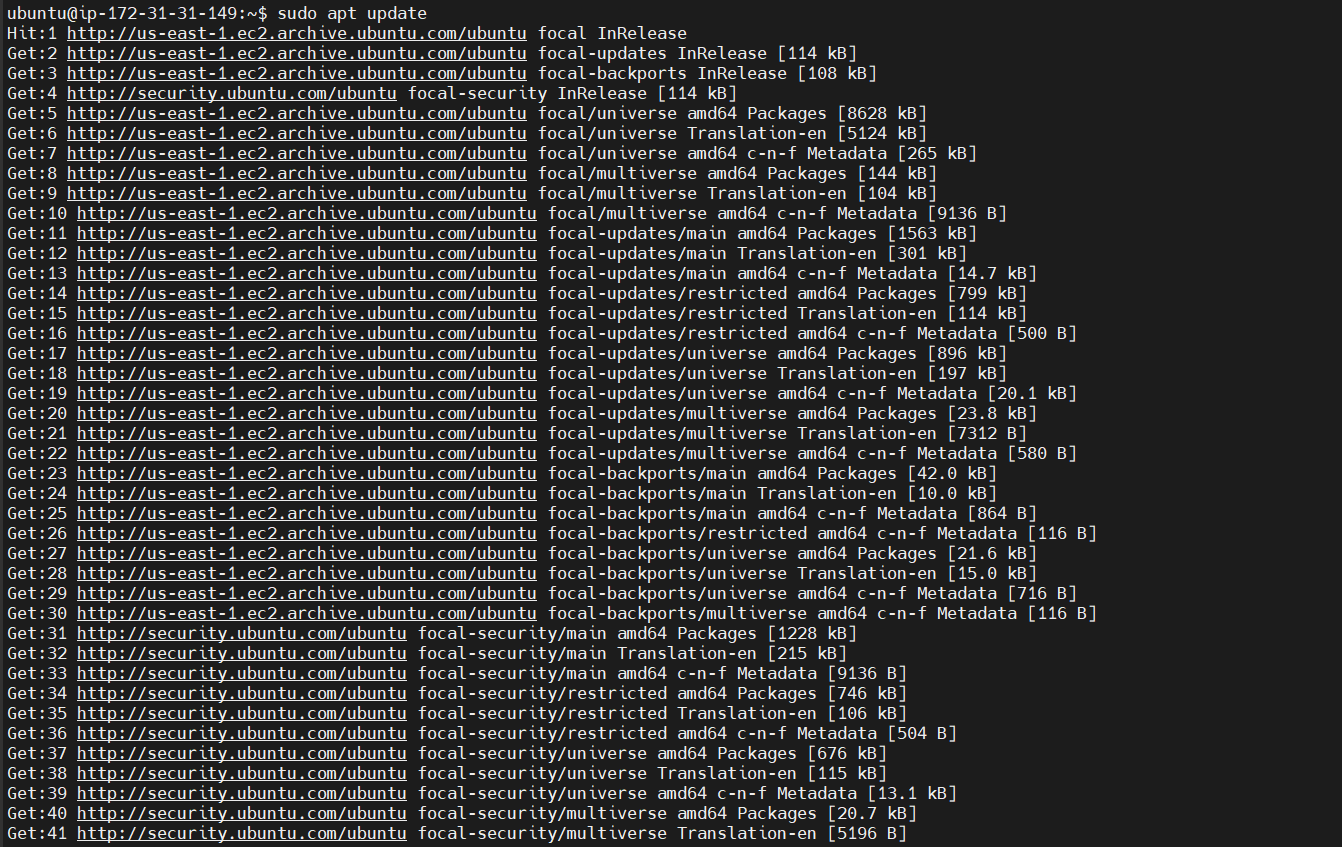 ubuntu@ip-172-31-31-149:~$ sudo apt update
Hit:1 http://us-east-1.ec2.archive.ubuntu.com/ubuntu focal InRelease
Get:2 http://us-east-1.ec2.archive.ubuntu.com/ubuntu focal-updates InRelease [114 kB]
Get:3 http://us-east-1.ec2.archive.ubuntu.com/ubuntu focal-backports InRelease [108 kB]
Get:4 http://security.ubuntu.com/ubuntu focal-security InRelease [114 kB]
Get:5 http://us-east-1.ec2.archive.ubuntu.com/ubuntu focal/universe amd64 Packages [8628 kB]
Get:6 http://us-east-1.ec2.archive.ubuntu.com/ubuntu focal/universe Translation-en [5124 kB]
Get:7 http://us-east-1.ec2.archive.ubuntu.com/ubuntu focal/universe amd64 c-n-f Metadata [265 kB]
Get:8 http://us-east-1.ec2.archive.ubuntu.com/ubuntu focal/multiverse amd64 Packages [144 kB]
Get:9 http://us-east-1.ec2.archive.ubuntu.com/ubuntu focal/multiverse Translation-en [104 kB]
Get:10 http://us-east-1.ec2.archive.ubuntu.com/ubuntu focal/multiverse amd64 c-n-f Metadata [9136 B]
Get:11 http://us-east-1.ec2.archive.ubuntu.com/ubuntu focal-updates/main amd64 Packages [1563 kB]
Get:12 http://us-east-1.ec2.archive.ubuntu.com/ubuntu focal-updates/main Translation-en [301 kB]
Get:13 http://us-east-1.ec2.archive.ubuntu.com/ubuntu focal-updates/main amd64 c-n-f Metadata [14.7 kB]
Get:14 http://us-east-1.ec2.archive.ubuntu.com/ubuntu focal-updates/restricted amd64 Packages [799 kB]
Get:15 http://us-east-1.ec2.archive.ubuntu.com/ubuntu focal-updates/restricted Translation-en [114 kB]
Get:16 http://us-east-1.ec2.archive.ubuntu.com/ubuntu focal-updates/restricted amd64 c-n-f Metadata [500 B]
Get:17 http://us-east-1.ec2.archive.ubuntu.com/ubuntu focal-updates/universe amd64 Packages [896 kB]
Get:18 http://us-east-1.ec2.archive.ubuntu.com/ubuntu focal-updates/universe Translation-en [197 kB]
Get:19 http://us-east-1.ec2.archive.ubuntu.com/ubuntu focal-updates/universe amd64 c-n-f Metadata [20.1 kB]
Get:20 http://us-east-1.ec2.archive.ubuntu.com/ubuntu focal-updates/multiverse amd64 Packages [23.8 kB]
Get:21 http://us-east-1.ec2.archive.ubuntu.com/ubuntu focal-updates/multiverse Translation-en [7312 B]
Get:22 http://us-east-1.ec2.archive.ubuntu.com/ubuntu focal-updates/multiverse amd64 c-n-f Metadata [580 B]
Get:23 http://us-east-1.ec2.archive.ubuntu.com/ubuntu focal-backports/main amd64 Packages [42.0 kB]
Get:24 http://us-east-1.ec2.archive.ubuntu.com/ubuntu focal-backports/main Translation-en [10.0 kB]
Get:25 http://us-east-1.ec2.archive.ubuntu.com/ubuntu focal-backports/main amd64 c-n-f Metadata [864 B]
Get:26 http://us-east-1.ec2.archive.ubuntu.com/ubuntu focal-backports/restricted amd64 c-n-f Metadata [116 B]
Get:27 http://us-east-1.ec2.archive.ubuntu.com/ubuntu focal-backports/universe amd64 Packages [21.6 kB]
Get:28 http://us-east-1.ec2.archive.ubuntu.com/ubuntu focal-backports/universe Translation-en [15.0 kB]
Get:29 http://us-east-1.ec2.archive.ubuntu.com/ubuntu focal-backports/universe amd64 c-n-f Metadata [716 B]
Get:30 http://us-east-1.ec2.archive.ubuntu.com/ubuntu focal-backports/multiverse amd64 c-n-f Metadata [116 B]
Get:31 http://security.ubuntu.com/ubuntu focal-security/main amd64 Packages [1228 kB]
Get:32 http://security.ubuntu.com/ubuntu focal-security/main Translation-en [215 kB]
Get:33 http://security.ubuntu.com/ubuntu focal-security/main amd64 c-n-f Metadata [9136 B]
Get:34 http://security.ubuntu.com/ubuntu focal-security/restricted amd64 Packages [746 kB]
Get:35 http://security.ubuntu.com/ubuntu focal-security/restricted Translation-en [106 kB]
Get:36 http://security.ubuntu.com/ubuntu focal-security/restricted amd64 c-n-f Metadata [504 B]
Get:37 http://security.ubuntu.com/ubuntu focal-security/universe amd64 Packages [676 kB]
Get:38 http://security.ubuntu.com/ubuntu focal-security/universe Translation-en [115 kB]
Get:39 http://security.ubuntu.com/ubuntu focal-security/universe amd64 c-n-f Metadata [13.1 kB]
Get:40 http://security.ubuntu.com/ubuntu focal-security/multiverse amd64 Packages [20.7 kB]
Get:41 http://security.ubuntu.com/ubuntu focal-security/multiverse Translation-en [5196 B]